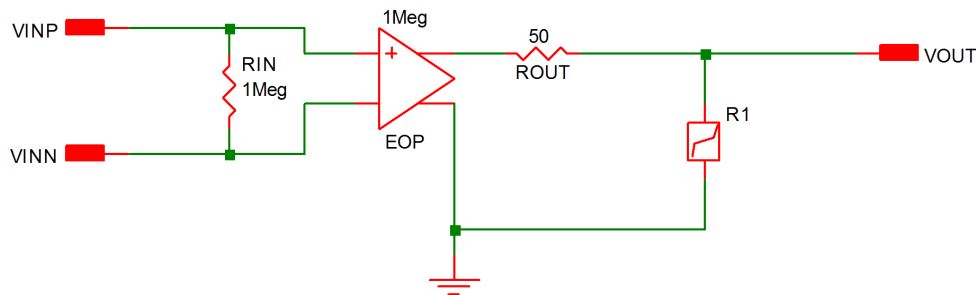 VINP
VINN
RIN
1Meg
1Meg
+
EOP
50
ROUT
R1
VOUT